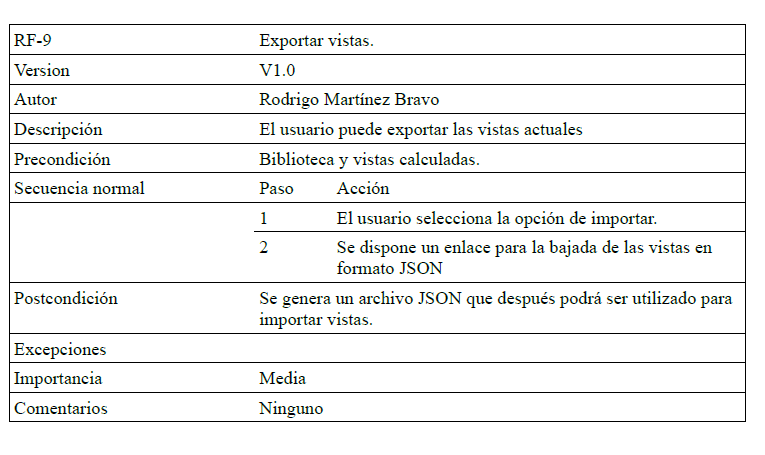 RF-9 Exportar vistas.
Version V1.0
Autor Rodrigo Martínez Bravo
Descripción El usuario puede exportar las vistas actuales
Precondición Biblioteca y vistas calculadas.
Secuencia normal Paso Acción
1 El usuario selecciona la opción de importar.
2 Se dispone un enlace para la bajada de las vistas en
formato JSON
Postcondición Se genera un archivo JSON que después podrá ser utilizado para
importar vistas.
Excepciones
Importancia Media
Comentarios Ninguno